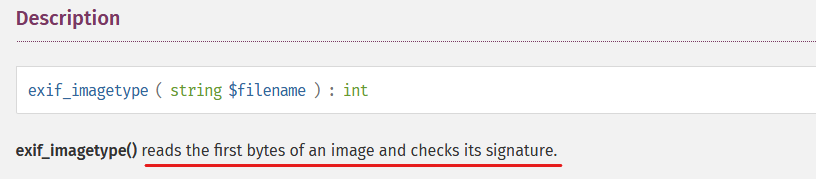 Description
exif_imagetype ( string $filename ) : int
exif_imagetype() reads the first bytes of an image and checks its signature.